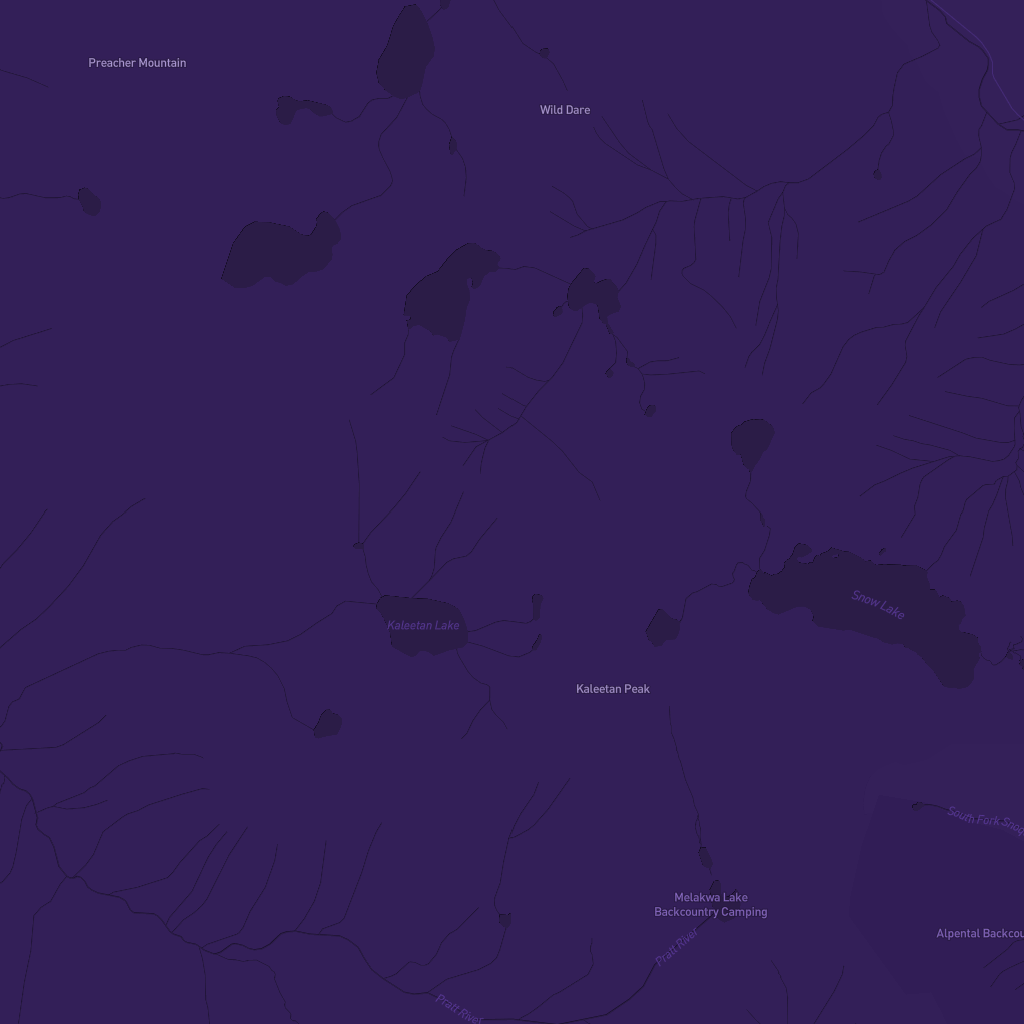 Preacher Mountain
Wild Dare
Snow Lake
Kaleetan Lake
Kaleetan Peak
South Fork Snoq
Melakwa Lake
Backcountry Camping
Alpental Backcou
Pratt River
Pratt River